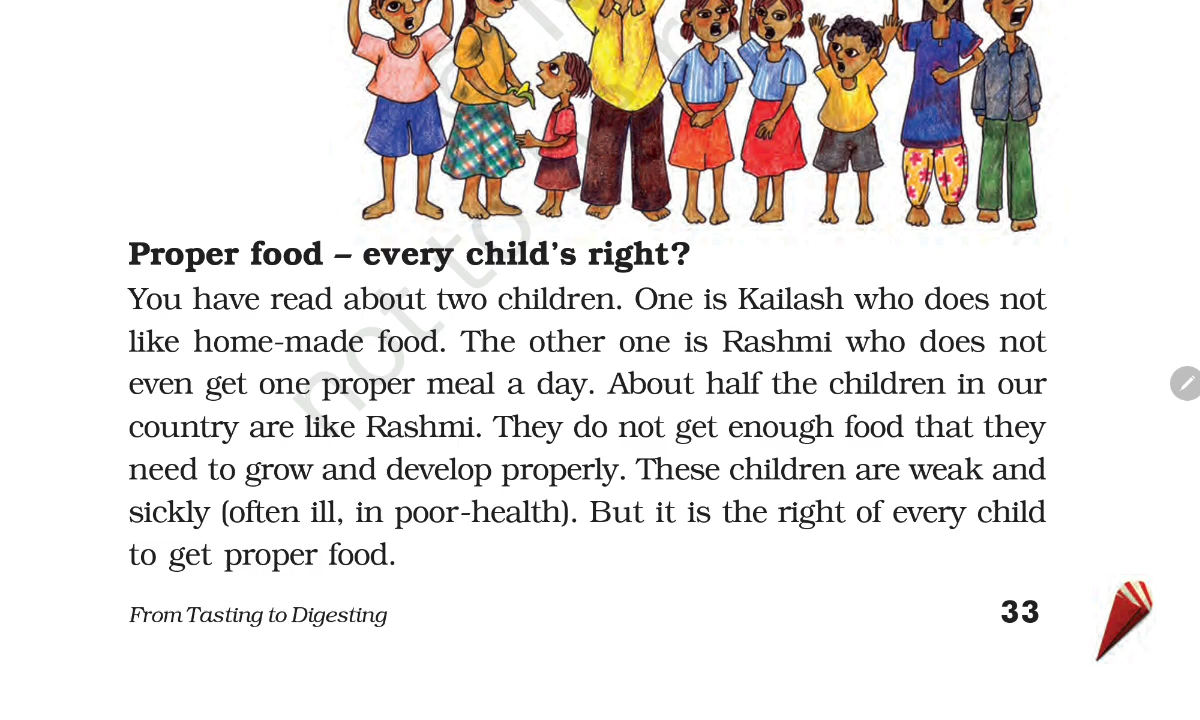 Proper food – every child's right?
You have read about two children. One is Kailash who does not
like home-made food. The other one is Rashmi who does not
even get one proper meal a day. About half the children in our
country are like Rashmi. They do not get enough food that they
need to grow and develop properly. These children are weak and
sickly (often ill, in poor-health). But it is the right of every child
to get proper food.
From Tasting to Digesting
33
not to